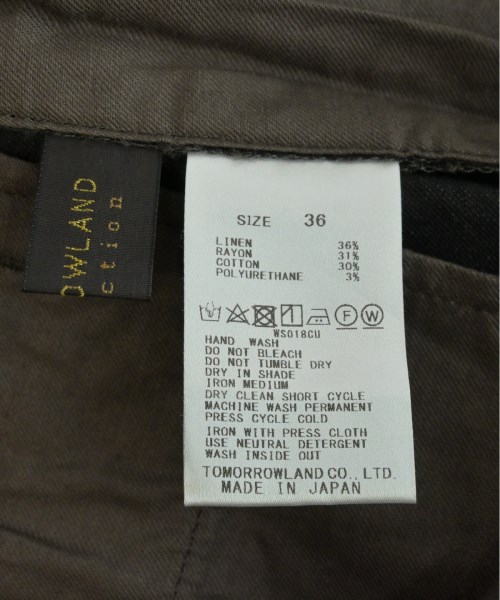 OWLAND
ction
SIZE 36
LINEN 36%
RAYON 31%
COTTON 30%
POLYURETHANE 3%
F W
WS018CU
HAND WASH
DO NOT BLEACH
DO NOT TUMBLE DRY
DRY IN SHADE
IRON MEDIUM
DRY CLEAN SHORT CYCLE
MACHINE WASH PERMANENT
PRESS CYCLE COLD
IRON WITH PRESS CLOTH
USE NEUTRAL DETERGENT
WASH INSIDE OUT
TOMORROWLAND CO., LTD.
MADE IN JAPAN